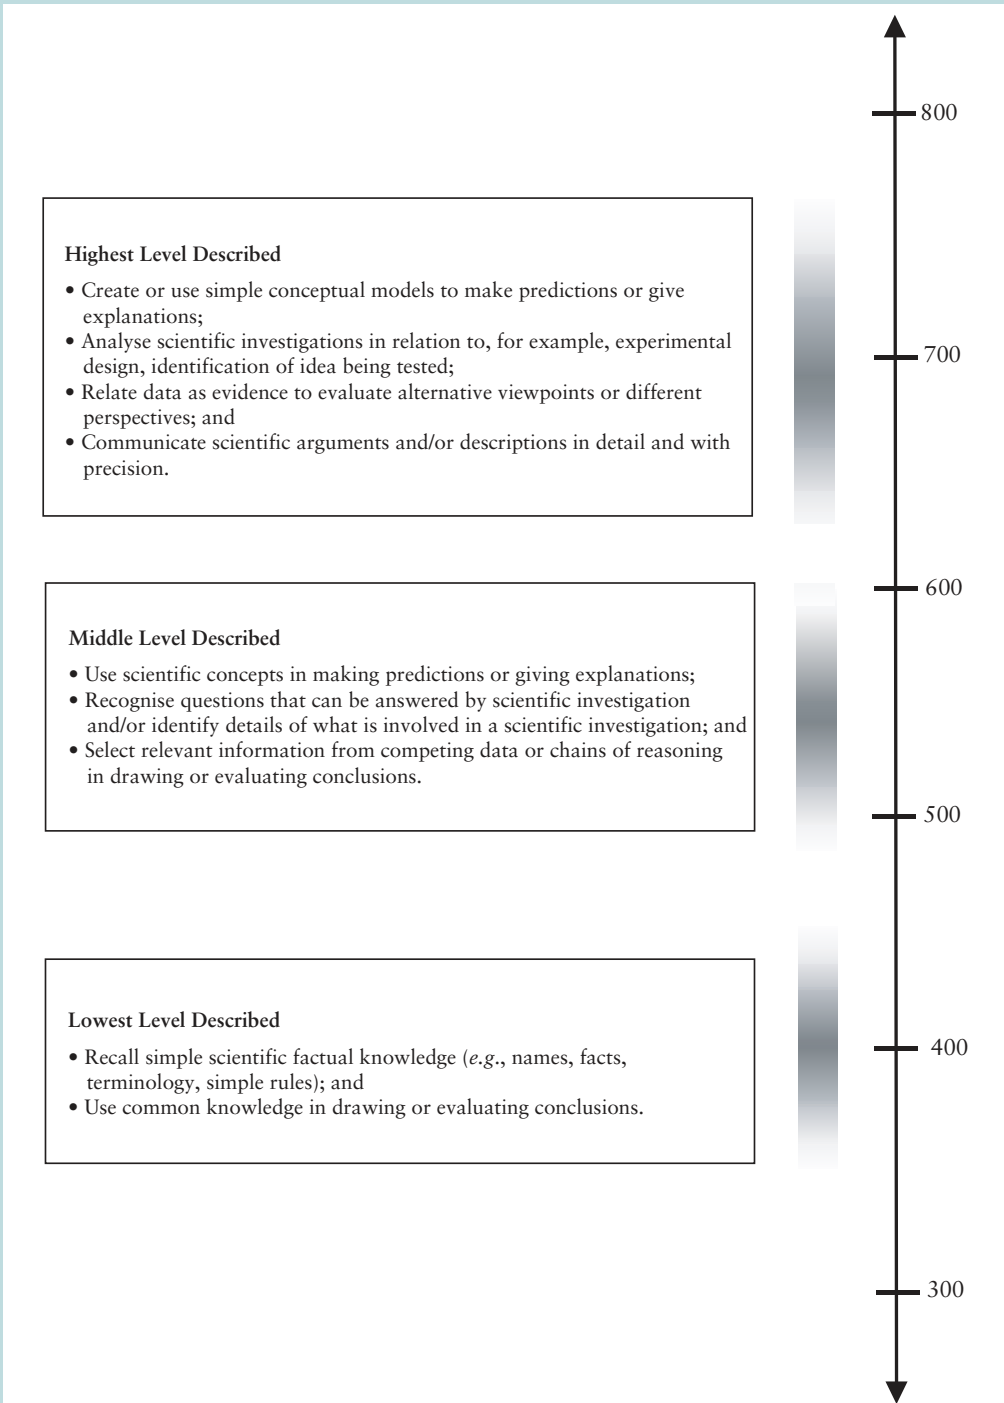 800
Highest Level Described
• Create or use simple conceptual models to make predictions or give
explanations;
• Analyse scientific investigations in relation to, for example, experimental
design, identification of idea being tested;
• Relate data as evidence to evaluate alternative viewpoints or different
perspectives; and
• Communicate scientific arguments and/or descriptions in detail and with
precision.
700
600
Middle Level Described
• Use scientific concepts in making predictions or giving explanations;
• Recognise questions that can be answered by scientific investigation
and/or identify details of what is involved in a scientific investigation; and
• Select relevant information from competing data or chains of reasoning
in drawing or evaluating conclusions.
500
Lowest Level Described
• Recall simple scientific factual knowledge (e.g., names, facts,
terminology, simple rules); and
• Use common knowledge in drawing or evaluating conclusions.
400
300